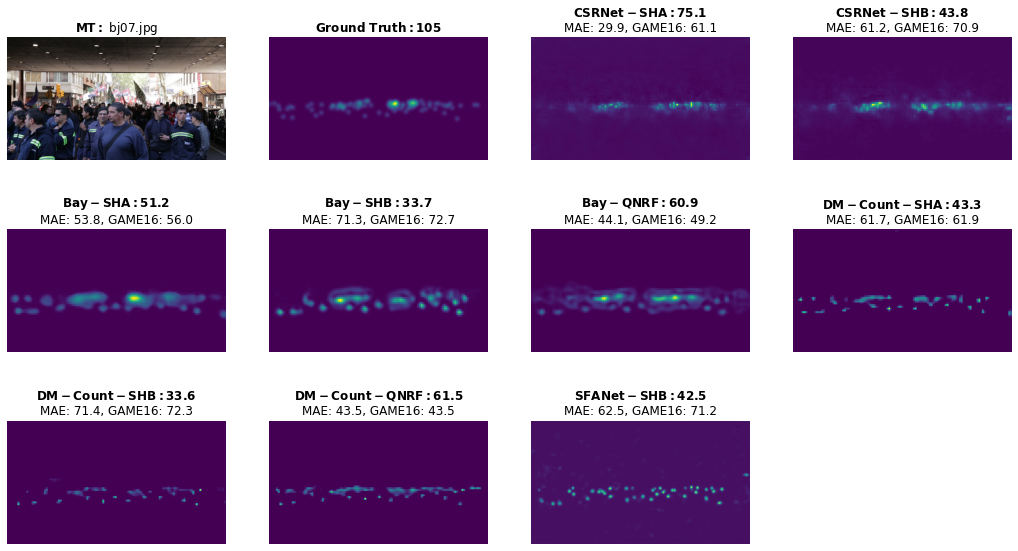 MT: bj07.jpg
Ground Truth: 105
CSRNet − SHA: 75.1
MAE: 29.9, GAME16: 61.1
CSRNet − SHB: 43.8
MAE: 61.2, GAME16: 70.9
Bay − SHA: 51.2
MAE: 53.8, GAME16: 56.0
Bay − SHB: 33.7
MAE: 71.3, GAME16: 72.7
Bay − QNRF: 60.9
MAE: 44.1, GAME16: 49.2
DM − Count − SHA: 43.3
MAE: 61.7, GAME16: 61.9
DM − Count − SHB: 33.6
MAE: 71.4, GAME16: 72.3
DM − Count − QNRF: 61.5
MAE: 43.5, GAME16: 43.5
SFANet − SHB: 42.5
MAE: 62.5, GAME16: 71.2